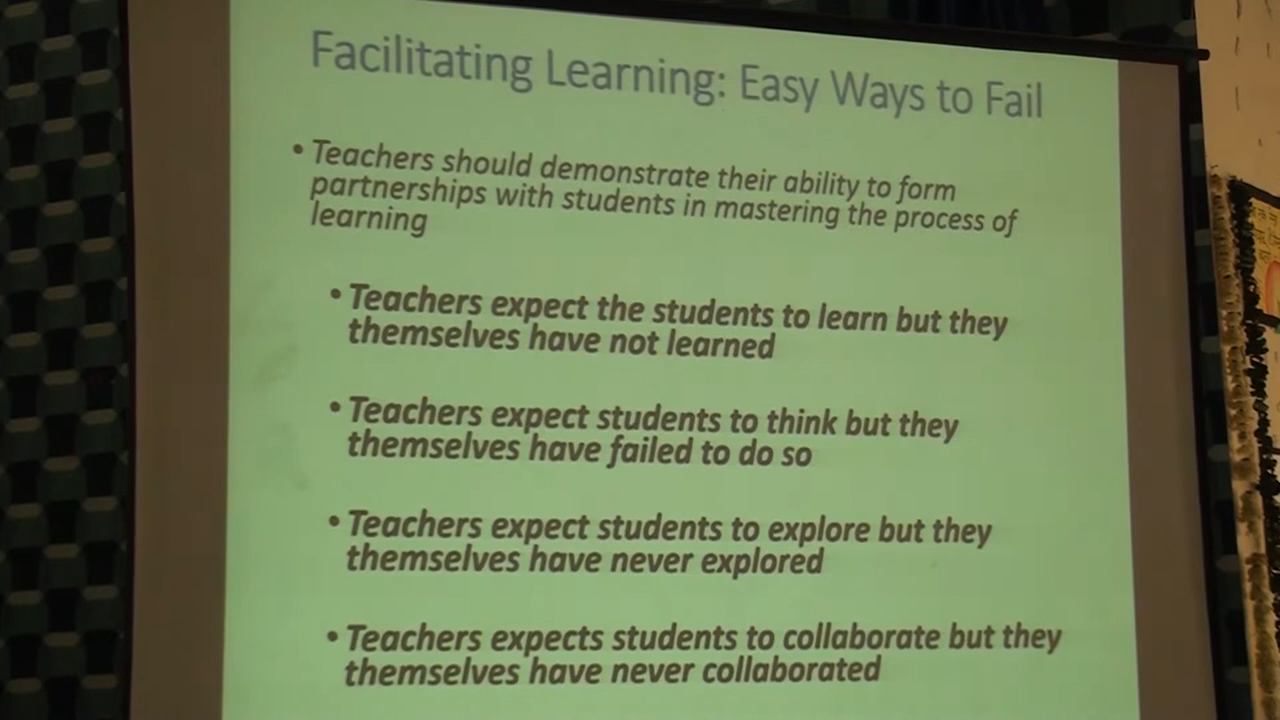 Facilitating Learning: Easy Ways to Fail
• Teachers should demonstrate their ability to form
partnerships with students in mastering the process of
learning
• Teachers expect the students to learn but they
themselves have not learned
• Teachers expect students to think but they
themselves have failed to do so
• Teachers expect students to explore but they
themselves have never explored
• Teachers expects students to collaborate but they
themselves have never collaborated